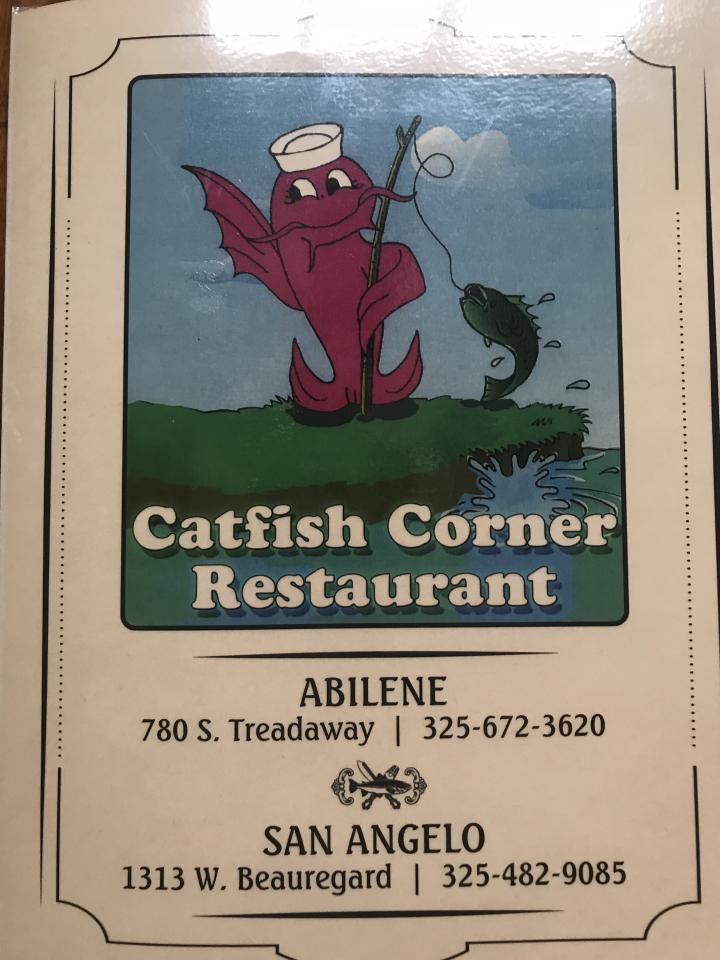 Catfish Corner
Restaurant
ABILENE
780 S. Treadaway | 325-672-3620
SAN ANGELO
1313 W. Beauregard | 325-482-9085